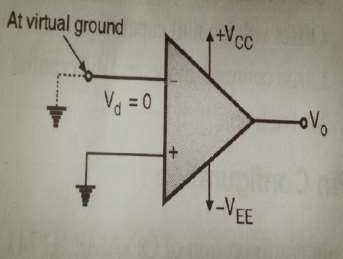 At virtual ground
+VCC
−
Vd = 0
Vo
+
−VEE